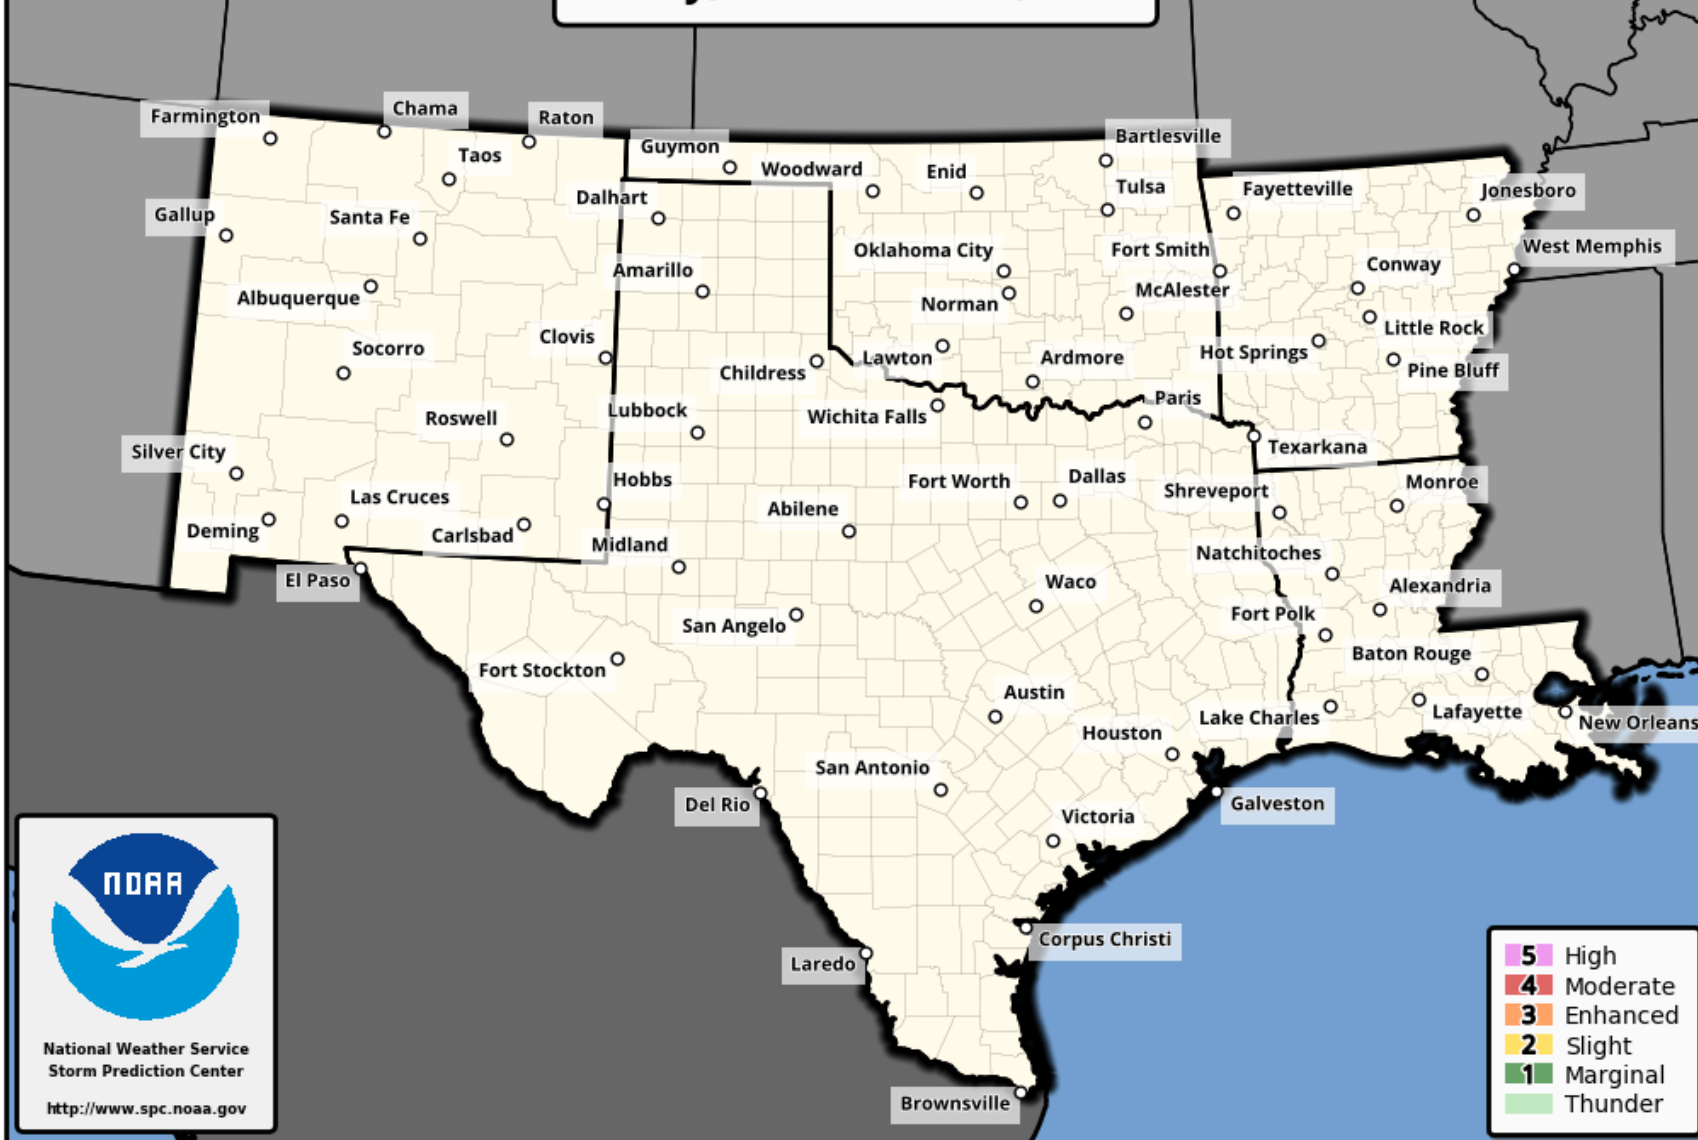 Farmington
Chama
Raton
Taos
Guymon
Woodward
Enid
Bartlesville
Tulsa
Fayetteville
Jonesboro
Gallup
Santa Fe
Dalhart
Oklahoma City
Fort Smith
West Memphis
Conway
Albuquerque
Amarillo
Norman
McAlester
Little Rock
Socorro
Clovis
Childress
Lawton
Ardmore
Hot Springs
Pine Bluff
Roswell
Lubbock
Wichita Falls
Paris
Texarkana
Silver City
Las Cruces
Hobbs
Abilene
Fort Worth
Dallas
Shreveport
Monroe
Deming
Carlsbad
Midland
Natchitoches
El Paso
Waco
Alexandria
San Angelo
Fort Polk
Fort Stockton
Baton Rouge
Austin
Houston
Lake Charles
Lafayette
New Orleans
San Antonio
Del Rio
Galveston
Victoria
Corpus Christi
Laredo
Brownsville
NOAA
National Weather Service
Storm Prediction Center
http://www.spc.noaa.gov
5 High
4 Moderate
3 Enhanced
2 Slight
1 Marginal
Thunder